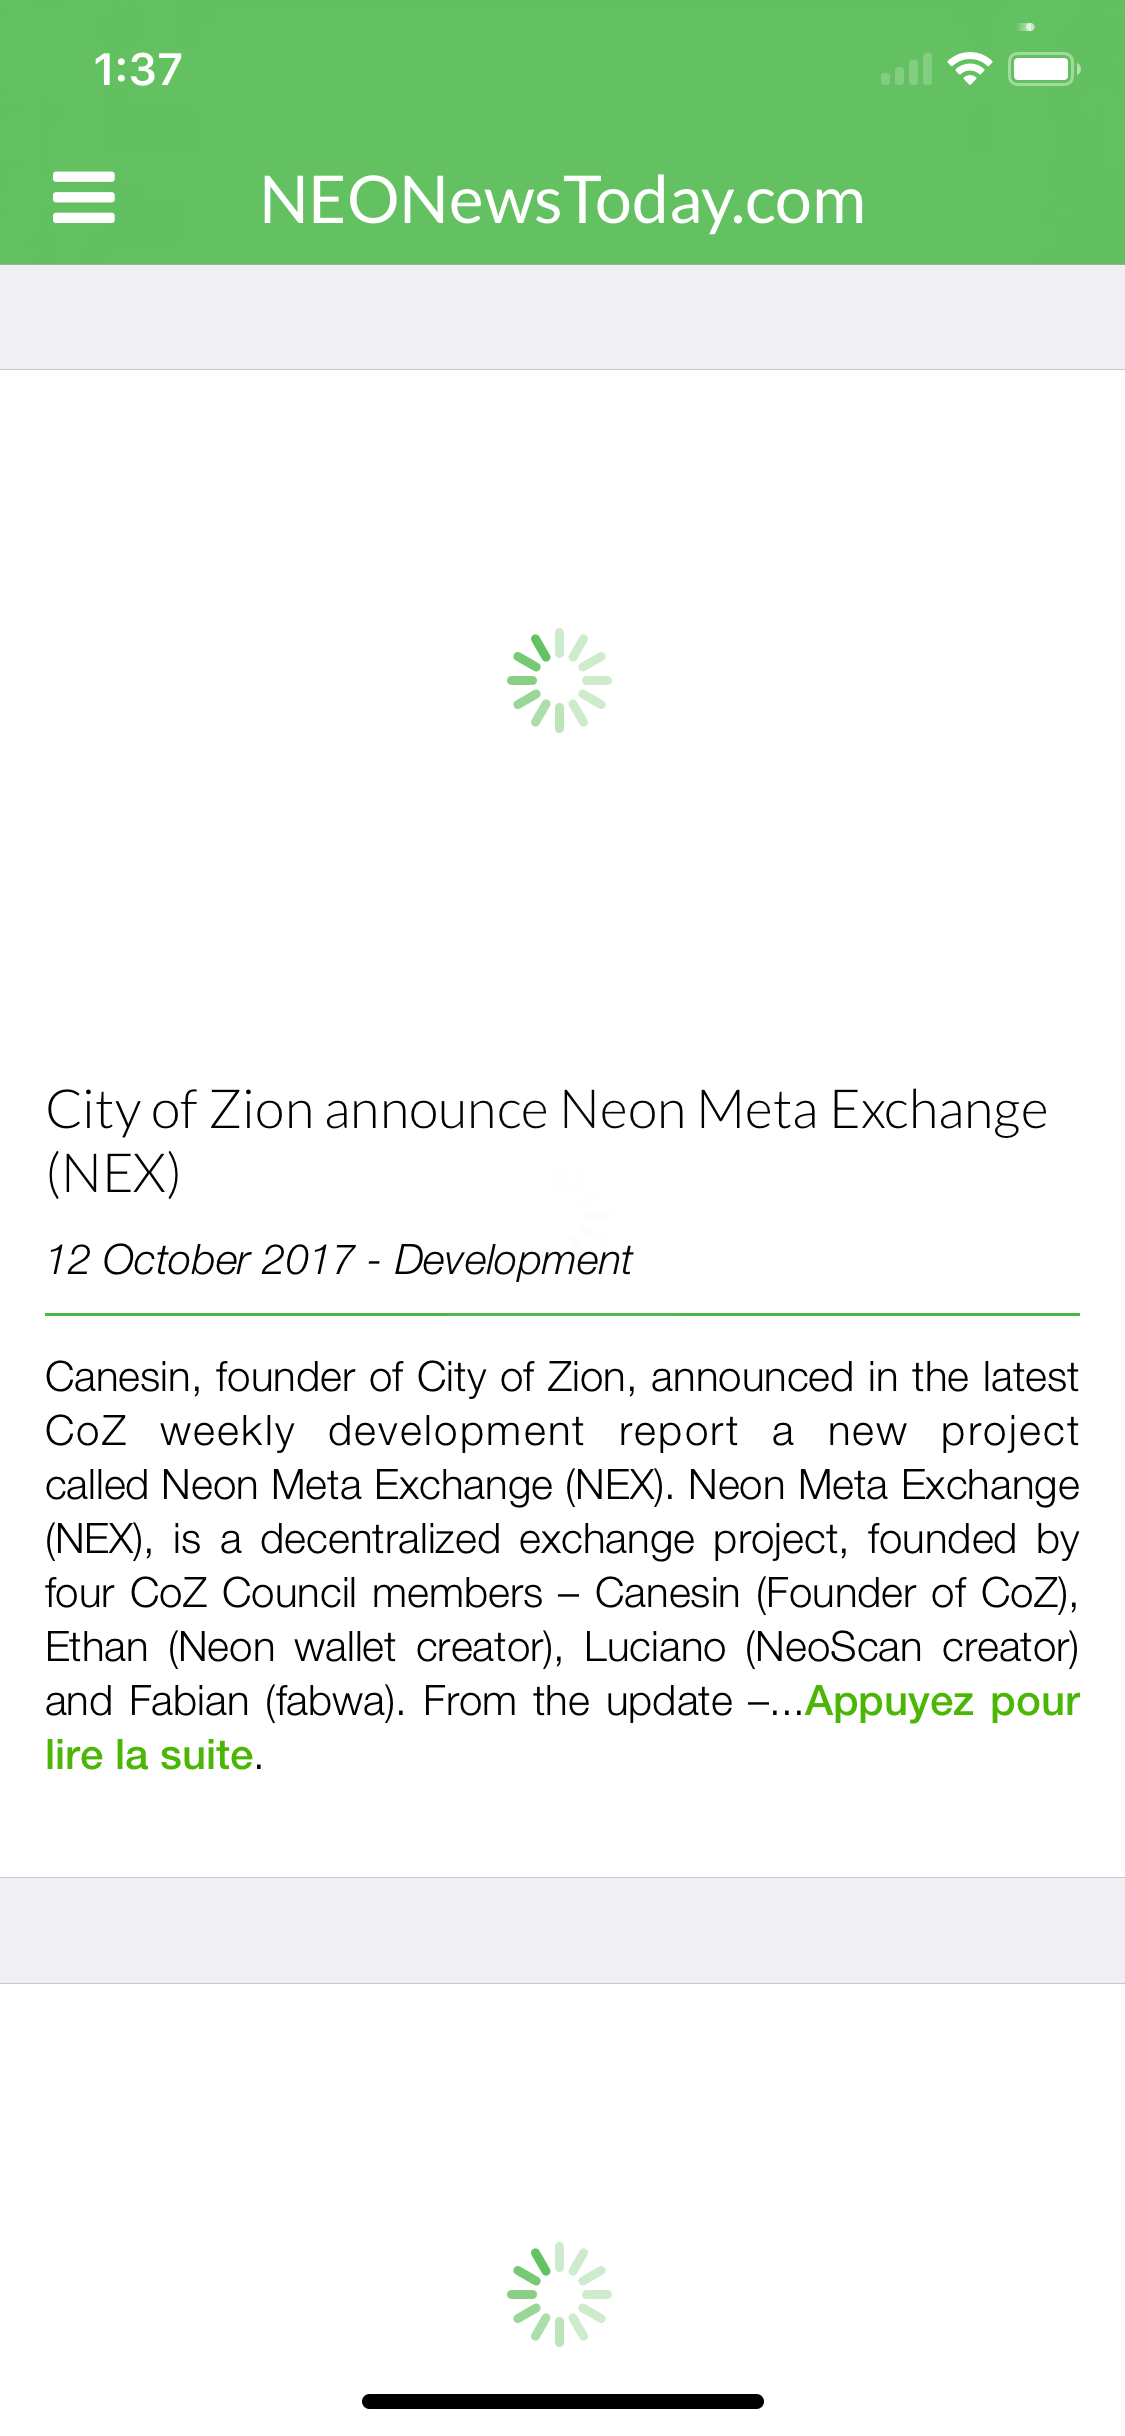 1:37
NEONewsToday.com
City of Zion announce Neon Meta Exchange
(NEX)
12 October 2017 - Development
Canesin, founder of City of Zion, announced in the latest
CoZ weekly development report a new project
called Neon Meta Exchange (NEX). Neon Meta Exchange
(NEX), is a decentralized exchange project, founded by
four CoZ Council members – Canesin (Founder of CoZ),
Ethan (Neon wallet creator), Luciano (NeoScan creator)
and Fabian (fabwa). From the update –...Appuyez pour
lire la suite.